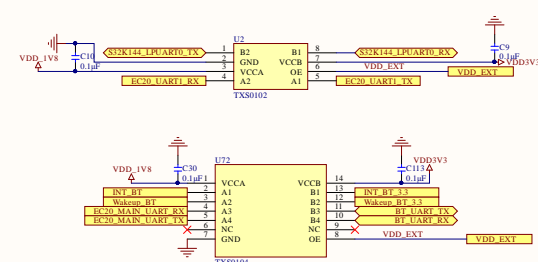 U2
S32K144_LPUART0_TX 1 B2 B1 8 S32K144_LPUART0_RX
C10 2 GND VCCB 7 C9
VDD_1V8 3 VCCA OE 6 VDD_EXT VDD3V3
0.1μF 0.1μF VDD_EXT
EC20_UART1_RX 4 A2 A1 5 EC20_UART1_TX
TXS0102
U72
VDD_1V8 C30 C113 VDD3V3
0.1μF 1 VCCA VCCB 14 0.1μF
INT_BT 2 A1 B1 13 INT_BT_3.3
Wakeup_BT 3 A2 B2 12 Wakeup_BT_3.3
EC20_MAIN_UART_RX 4 A3 B3 11 BT_UART_TX
EC20_MAIN_UART_TX 5 A4 B4 10 BT_UART_RX
6 NC NC 9
7 GND OE 8 VDD_EXT VDD_EXT